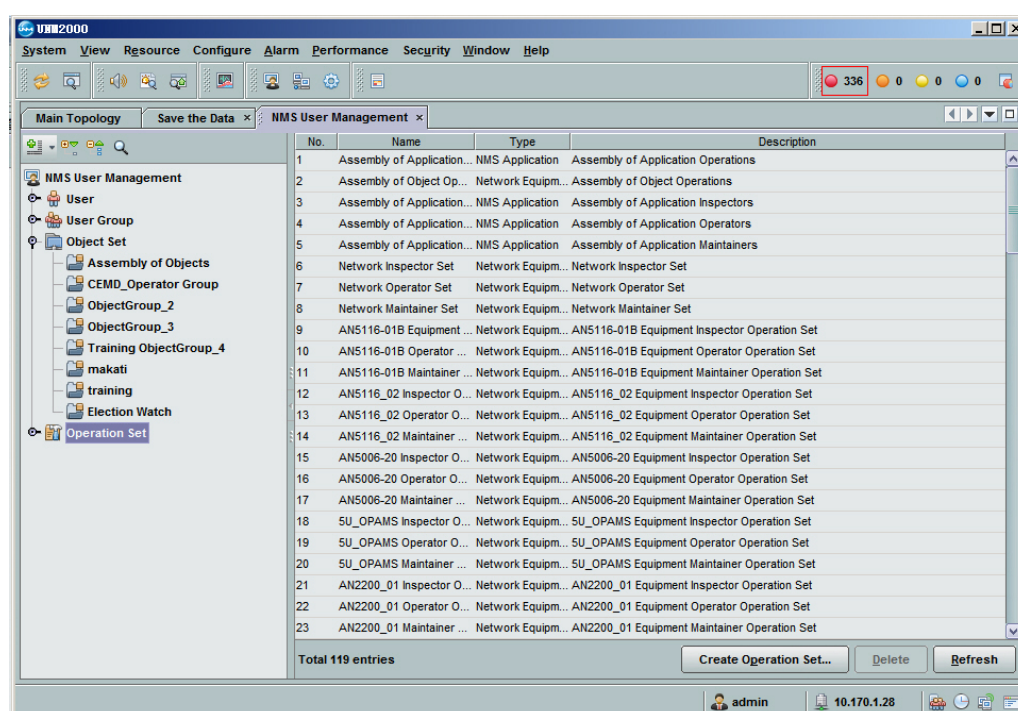 UNM2000
System View Resource Configure Alarm Performance Security Window Help
336 0 0 0
Main Topology Save the Data × NMS User Management ×
NMS User Management
User
User Group
Object Set
Assembly of Objects
CEMD_Operator Group
ObjectGroup_2
ObjectGroup_3
Training ObjectGroup_4
makati
training
Election Watch
Operation Set
No. Name Type Description
1 Assembly of Application... NMS Application Assembly of Application Operations
2 Assembly of Object Op... Network Equipm... Assembly of Object Operations
3 Assembly of Application... NMS Application Assembly of Application Inspectors
4 Assembly of Application... NMS Application Assembly of Application Operators
5 Assembly of Application... NMS Application Assembly of Application Maintainers
6 Network Inspector Set Network Equipm... Network Inspector Set
7 Network Operator Set Network Equipm... Network Operator Set
8 Network Maintainer Set Network Equipm... Network Maintainer Set
9 AN5116-01B Equipment ... Network Equipm... AN5116-01B Equipment Inspector Operation Set
10 AN5116-01B Operator ... Network Equipm... AN5116-01B Equipment Operator Operation Set
11 AN5116-01B Maintainer ... Network Equipm... AN5116-01B Equipment Maintainer Operation Set
12 AN5116_02 Inspector O... Network Equipm... AN5116_02 Equipment Inspector Operation Set
13 AN5116_02 Operator O... Network Equipm... AN5116_02 Equipment Operator Operation Set
14 AN5116_02 Maintainer ... Network Equipm... AN5116_02 Equipment Maintainer Operation Set
15 AN5006-20 Inspector O... Network Equipm... AN5006-20 Equipment Inspector Operation Set
16 AN5006-20 Operator O... Network Equipm... AN5006-20 Equipment Operator Operation Set
17 AN5006-20 Maintainer ... Network Equipm... AN5006-20 Equipment Maintainer Operation Set
18 5U_OPAMS Inspector O... Network Equipm... 5U_OPAMS Equipment Inspector Operation Set
19 5U_OPAMS Operator O... Network Equipm... 5U_OPAMS Equipment Operator Operation Set
20 5U_OPAMS Maintainer ... Network Equipm... 5U_OPAMS Equipment Maintainer Operation Set
21 AN2200_01 Inspector O... Network Equipm... AN2200_01 Equipment Inspector Operation Set
22 AN2200_01 Operator O... Network Equipm... AN2200_01 Equipment Operator Operation Set
23 AN2200_01 Maintainer ... Network Equipm... AN2200_01 Equipment Maintainer Operation Set
Total 119 entries Create Operation Set... Delete Refresh
admin 10.170.1.28